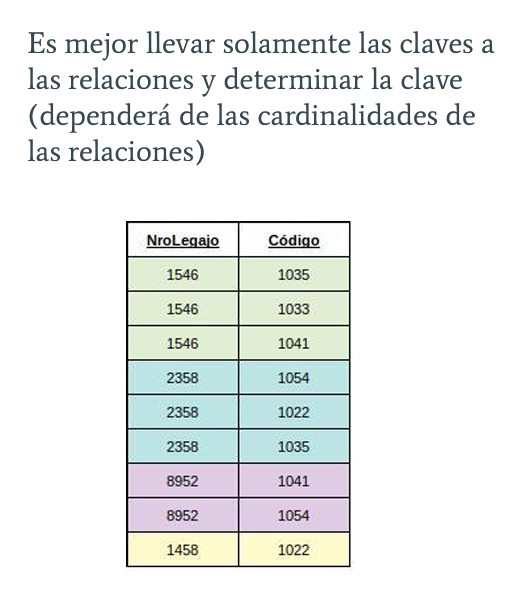 Es mejor llevar solamente las claves a
las relaciones y determinar la clave
(dependerá de las cardinalidades de
las relaciones)
NroLegajo Código
1546 1035
1546 1033
1546 1041
2358 1054
2358 1022
2358 1035
8952 1041
8952 1054
1458 1022